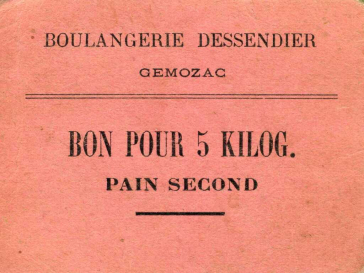 BOULANGERIE DESSENDIER
GEMOZAC
BON POUR 5 KILOG.
PAIN SECOND